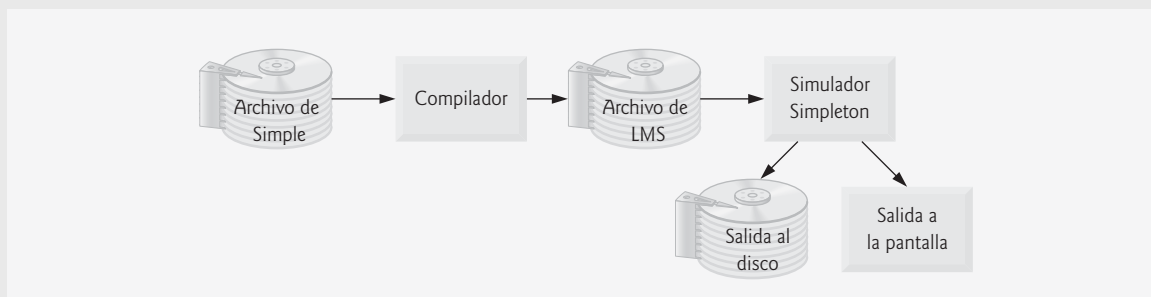 Archivo de
Simple
Compilador
Archivo de
LMS
Simulador
Simpleton
Salida al
disco
Salida a
la pantalla